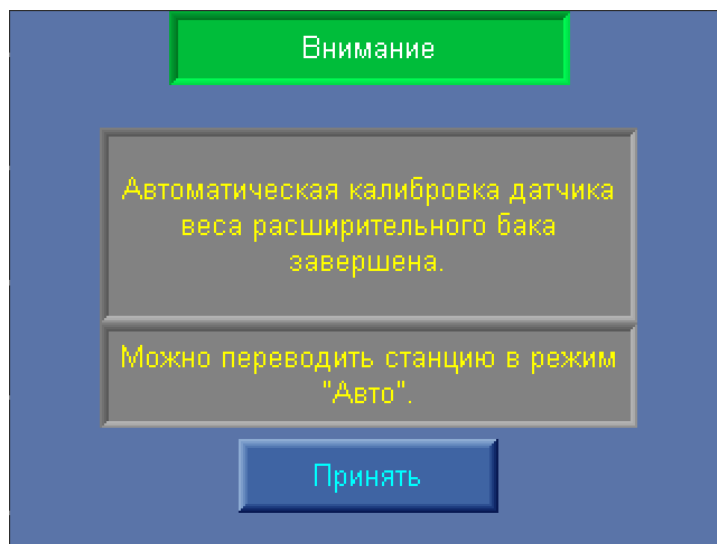 Внимание
Автоматическая калибровка датчика
веса расширительного бака
завершена.
Можно переводить станцию в режим
"Авто".
Принять